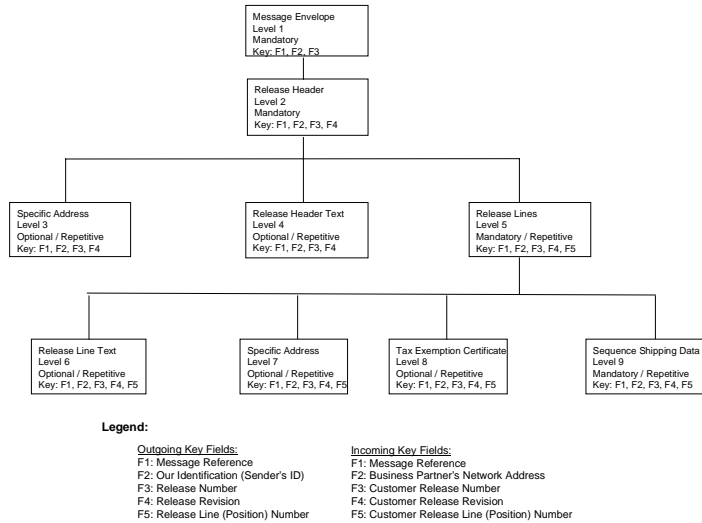 Message Envelope
Level 1
Mandatory
Key: F1, F2, F3
Release Header
Level 2
Mandatory
Key: F1, F2, F3, F4
Specific Address
Level 3
Optional / Repetitive
Key: F1, F2, F3, F4
Release Header Text
Level 4
Optional / Repetitive
Key: F1, F2, F3, F4
Release Lines
Level 5
Mandatory / Repetitive
Key: F1, F2, F3, F4, F5
Release Line Text
Level 6
Optional / Repetitive
Key: F1, F2, F3, F4, F5
Specific Address
Level 7
Optional / Repetitive
Key: F1, F2, F3, F4, F5
Tax Exemption Certificate
Level 8
Optional / Repetitive
Key: F1, F2, F3, F4, F5
Sequence Shipping Data
Level 9
Mandatory / Repetitive
Key: F1, F2, F3, F4, F5
Legend:
Outgoing Key Fields:
F1: Message Reference
F2: Our Identification (Sender's ID)
F3: Release Number
F4: Release Revision
F5: Release Line (Position) Number
Incoming Key Fields:
F1: Message Reference
F2: Business Partner's Network Address
F3: Customer Release Number
F4: Customer Release Revision
F5: Customer Release Line (Position) Number